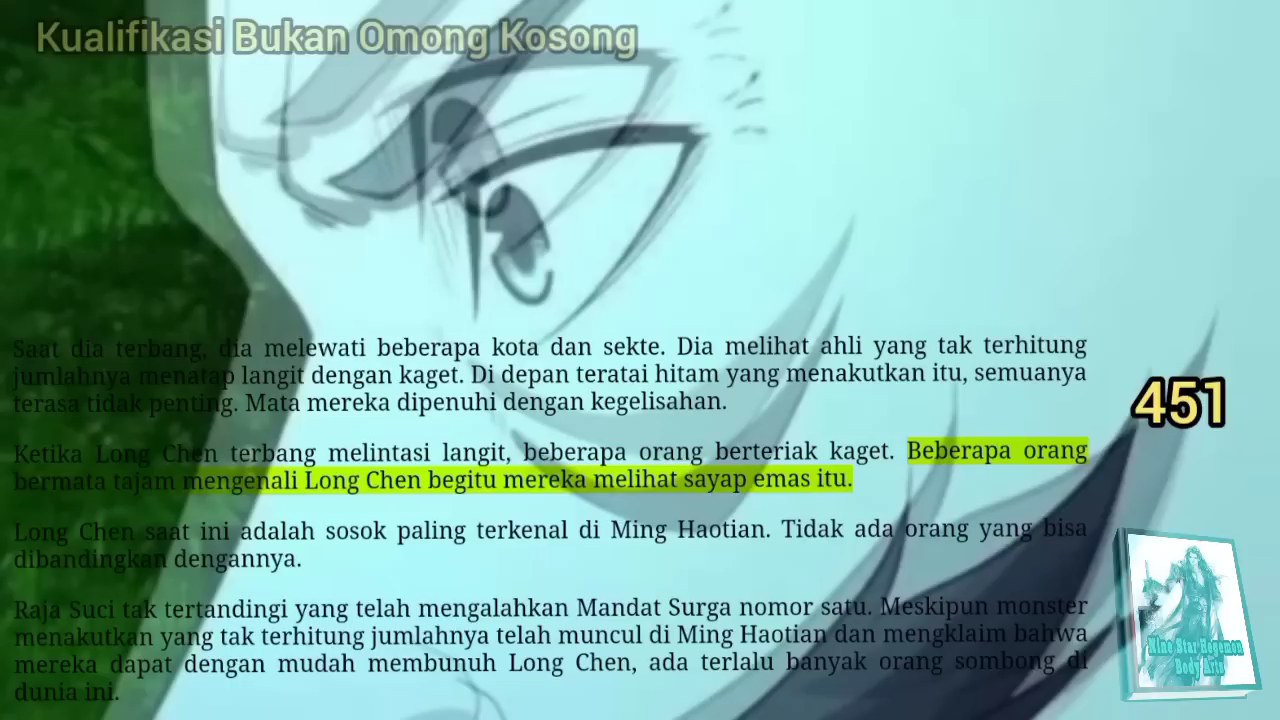 Kualifikasi Bukan Omong Kosong
Saat dia terbang, dia melewati beberapa kota dan sekte. Dia melihat ahli yang tak terhitung
jumlahnya menatap langit dengan kaget. Di depan teratai hitam yang menakutkan itu, semuanya
terasa tidak penting. Mata mereka dipenuhi dengan kegelisahan.
Ketika Long Chen terbang melintasi langit, beberapa orang berteriak kaget. Beberapa orang
bermata tajam mengenali Long Chen begitu mereka melihat sayap emas itu.
451
Long Chen saat ini adalah sosok paling terkenal di Ming Haotian. Tidak ada orang yang bisa
dibandingkan dengannya.
Raja Suci tak tertandingi yang telah mengalahkan Mandat Surga nomor satu. Meskipun monster
menakutkan yang tak terhitung jumlahnya telah muncul di Ming Haotian dan mengklaim bahwa
mereka dapat dengan mudah membunuh Long Chen, ada terlalu banyak orang sombong di
dunia ini.
Nine Star Hegemon
Body Arts